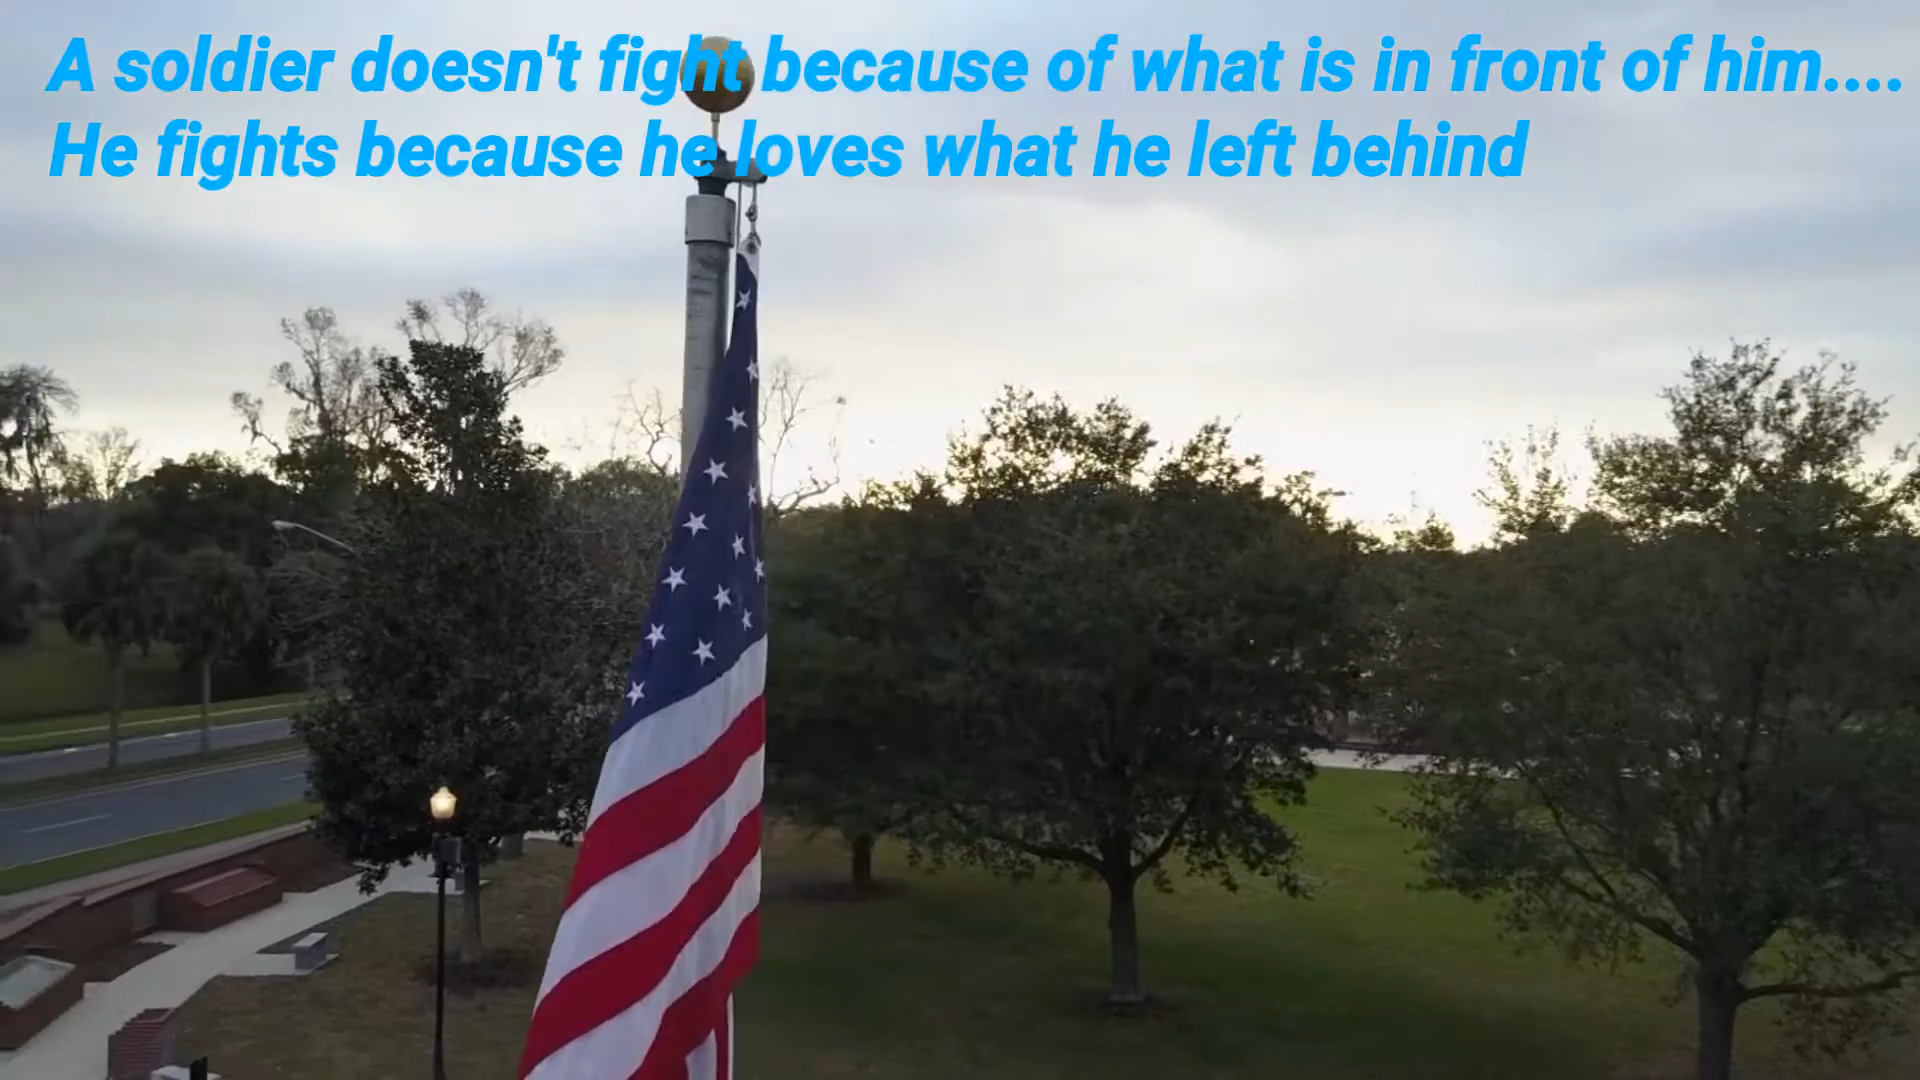 A soldier doesn't fight because of what is in front of him....
He fights because he loves what he left behind